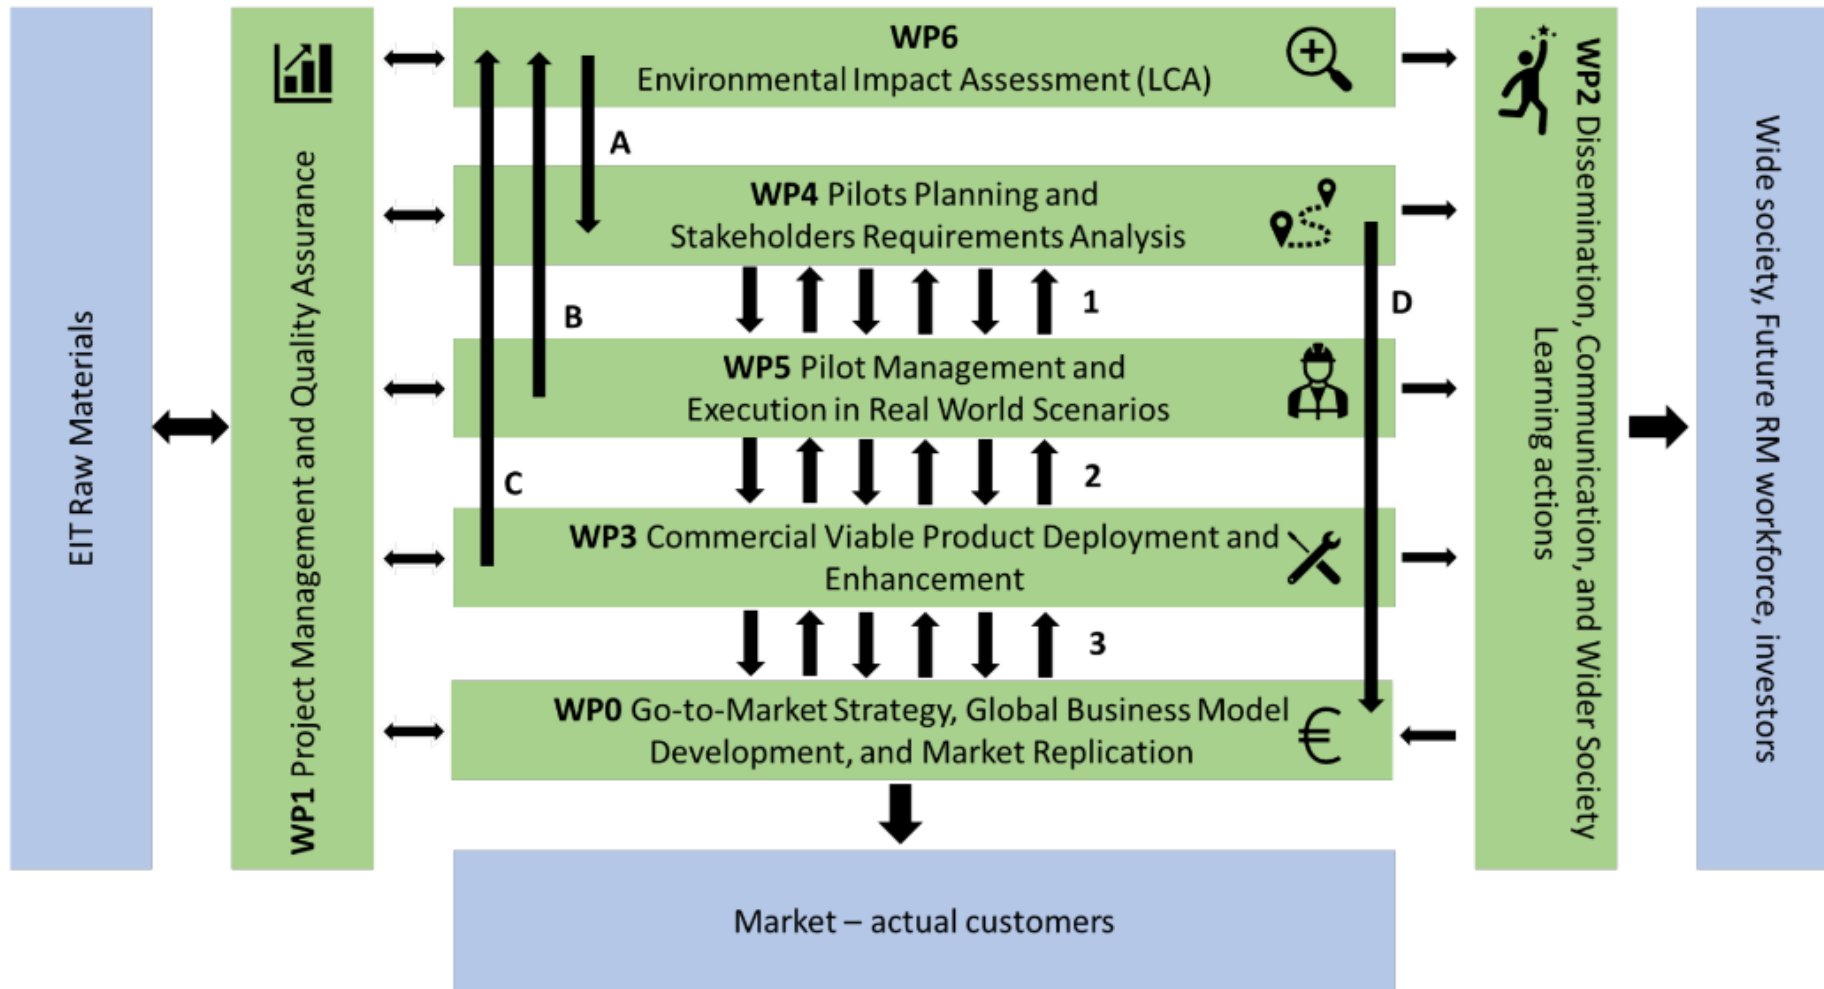 EIT Raw Materials
WP1 Project Management and Quality Assurance
WP6
Environmental Impact Assessment (LCA)
A
WP4 Pilots Planning and
Stakeholders Requirements Analysis
B
1
D
WP5 Pilot Management and
Execution in Real World Scenarios
C
2
WP3 Commercial Viable Product Deployment and
Enhancement
3
WP0 Go-to-Market Strategy, Global Business Model
Development, and Market Replication
€
Market – actual customers
WP2 Dissemination, Communication, and Wider Society
Learning actions
Wide society, Future RM workforce, investors